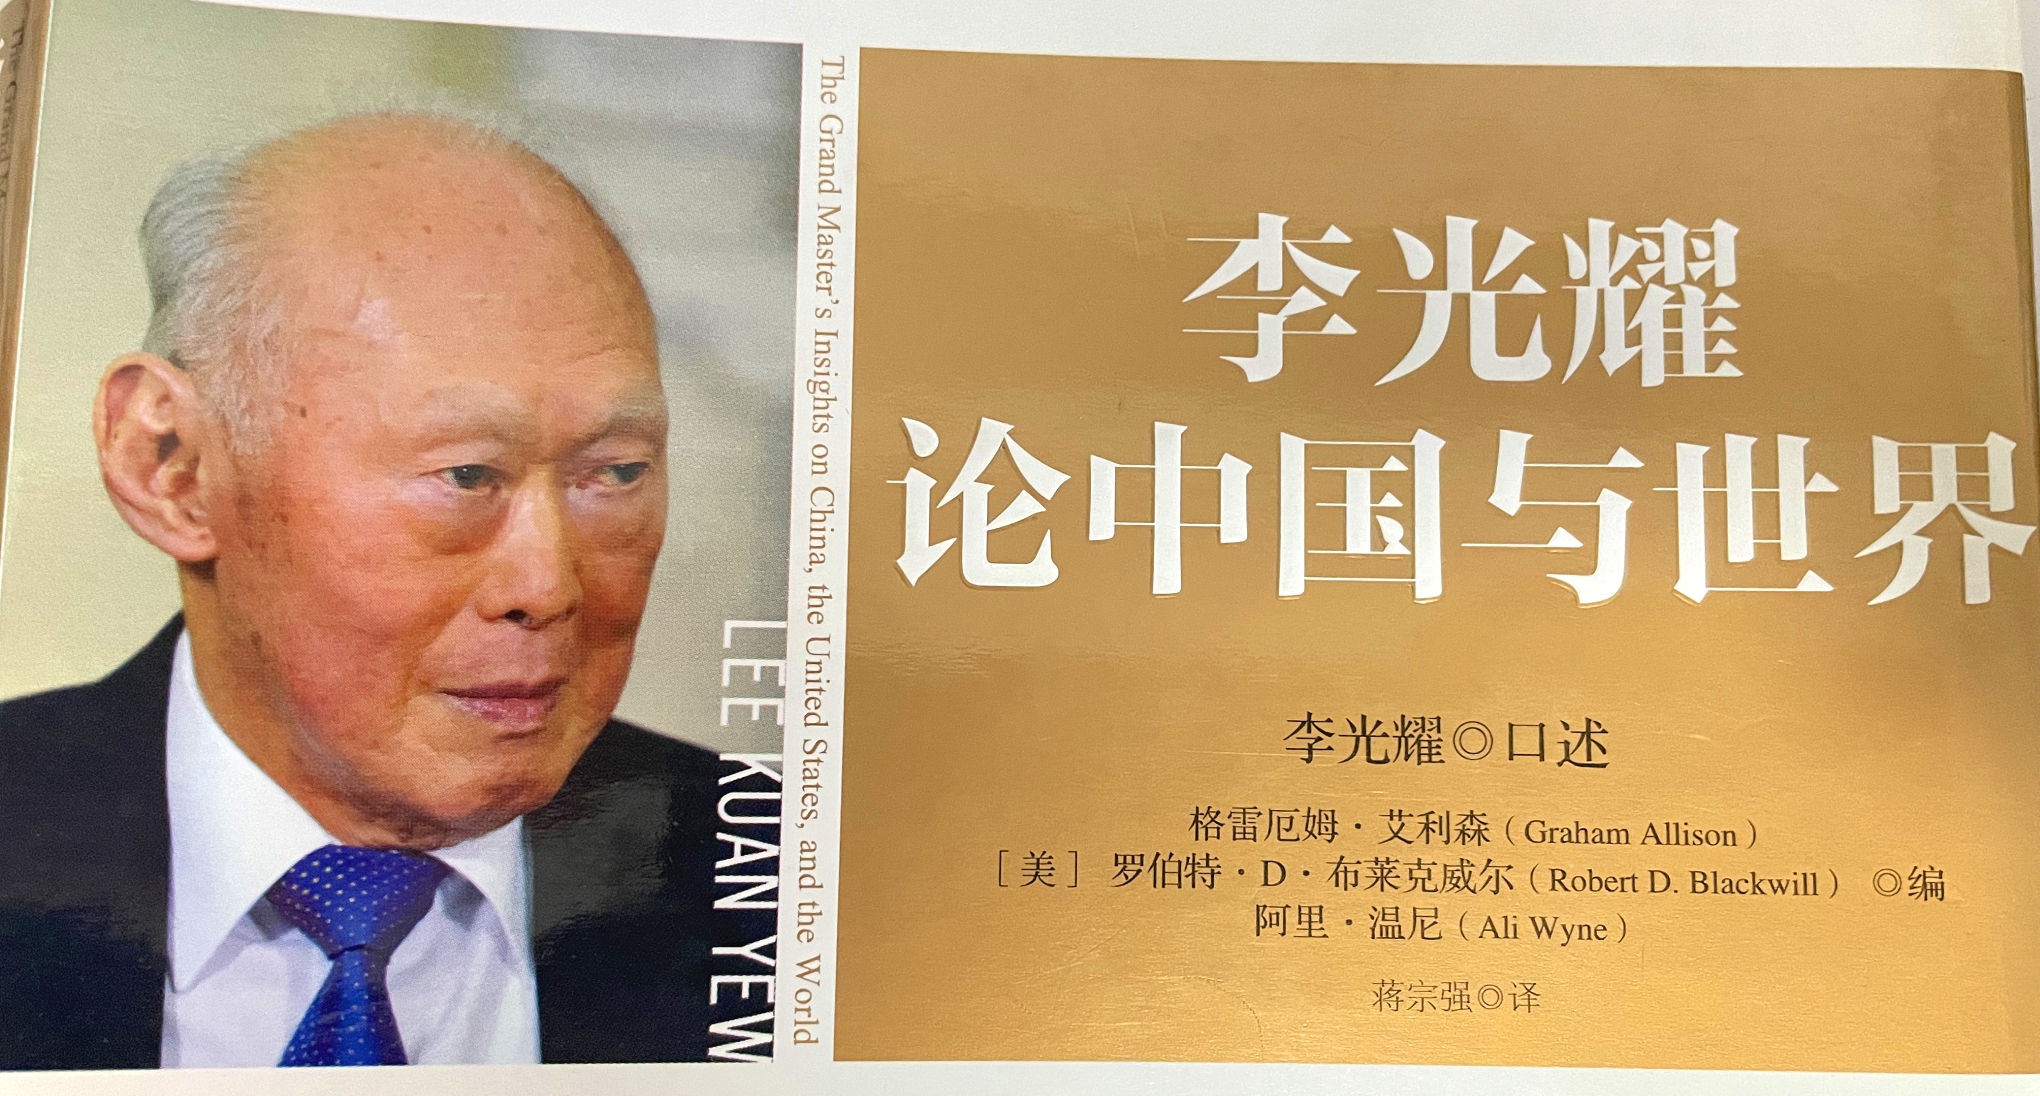 LEE KUAN YEW
The Grand Master's Insights on China, the United States, and the World
李光耀
论中国与世界
李光耀◎口述
格雷厄姆·艾利森（Graham Allison）
［美］罗伯特·D·布莱克威尔（Robert D. Blackwill）◎编
阿里·温尼（Ali Wyne）
蒋宗强◎译